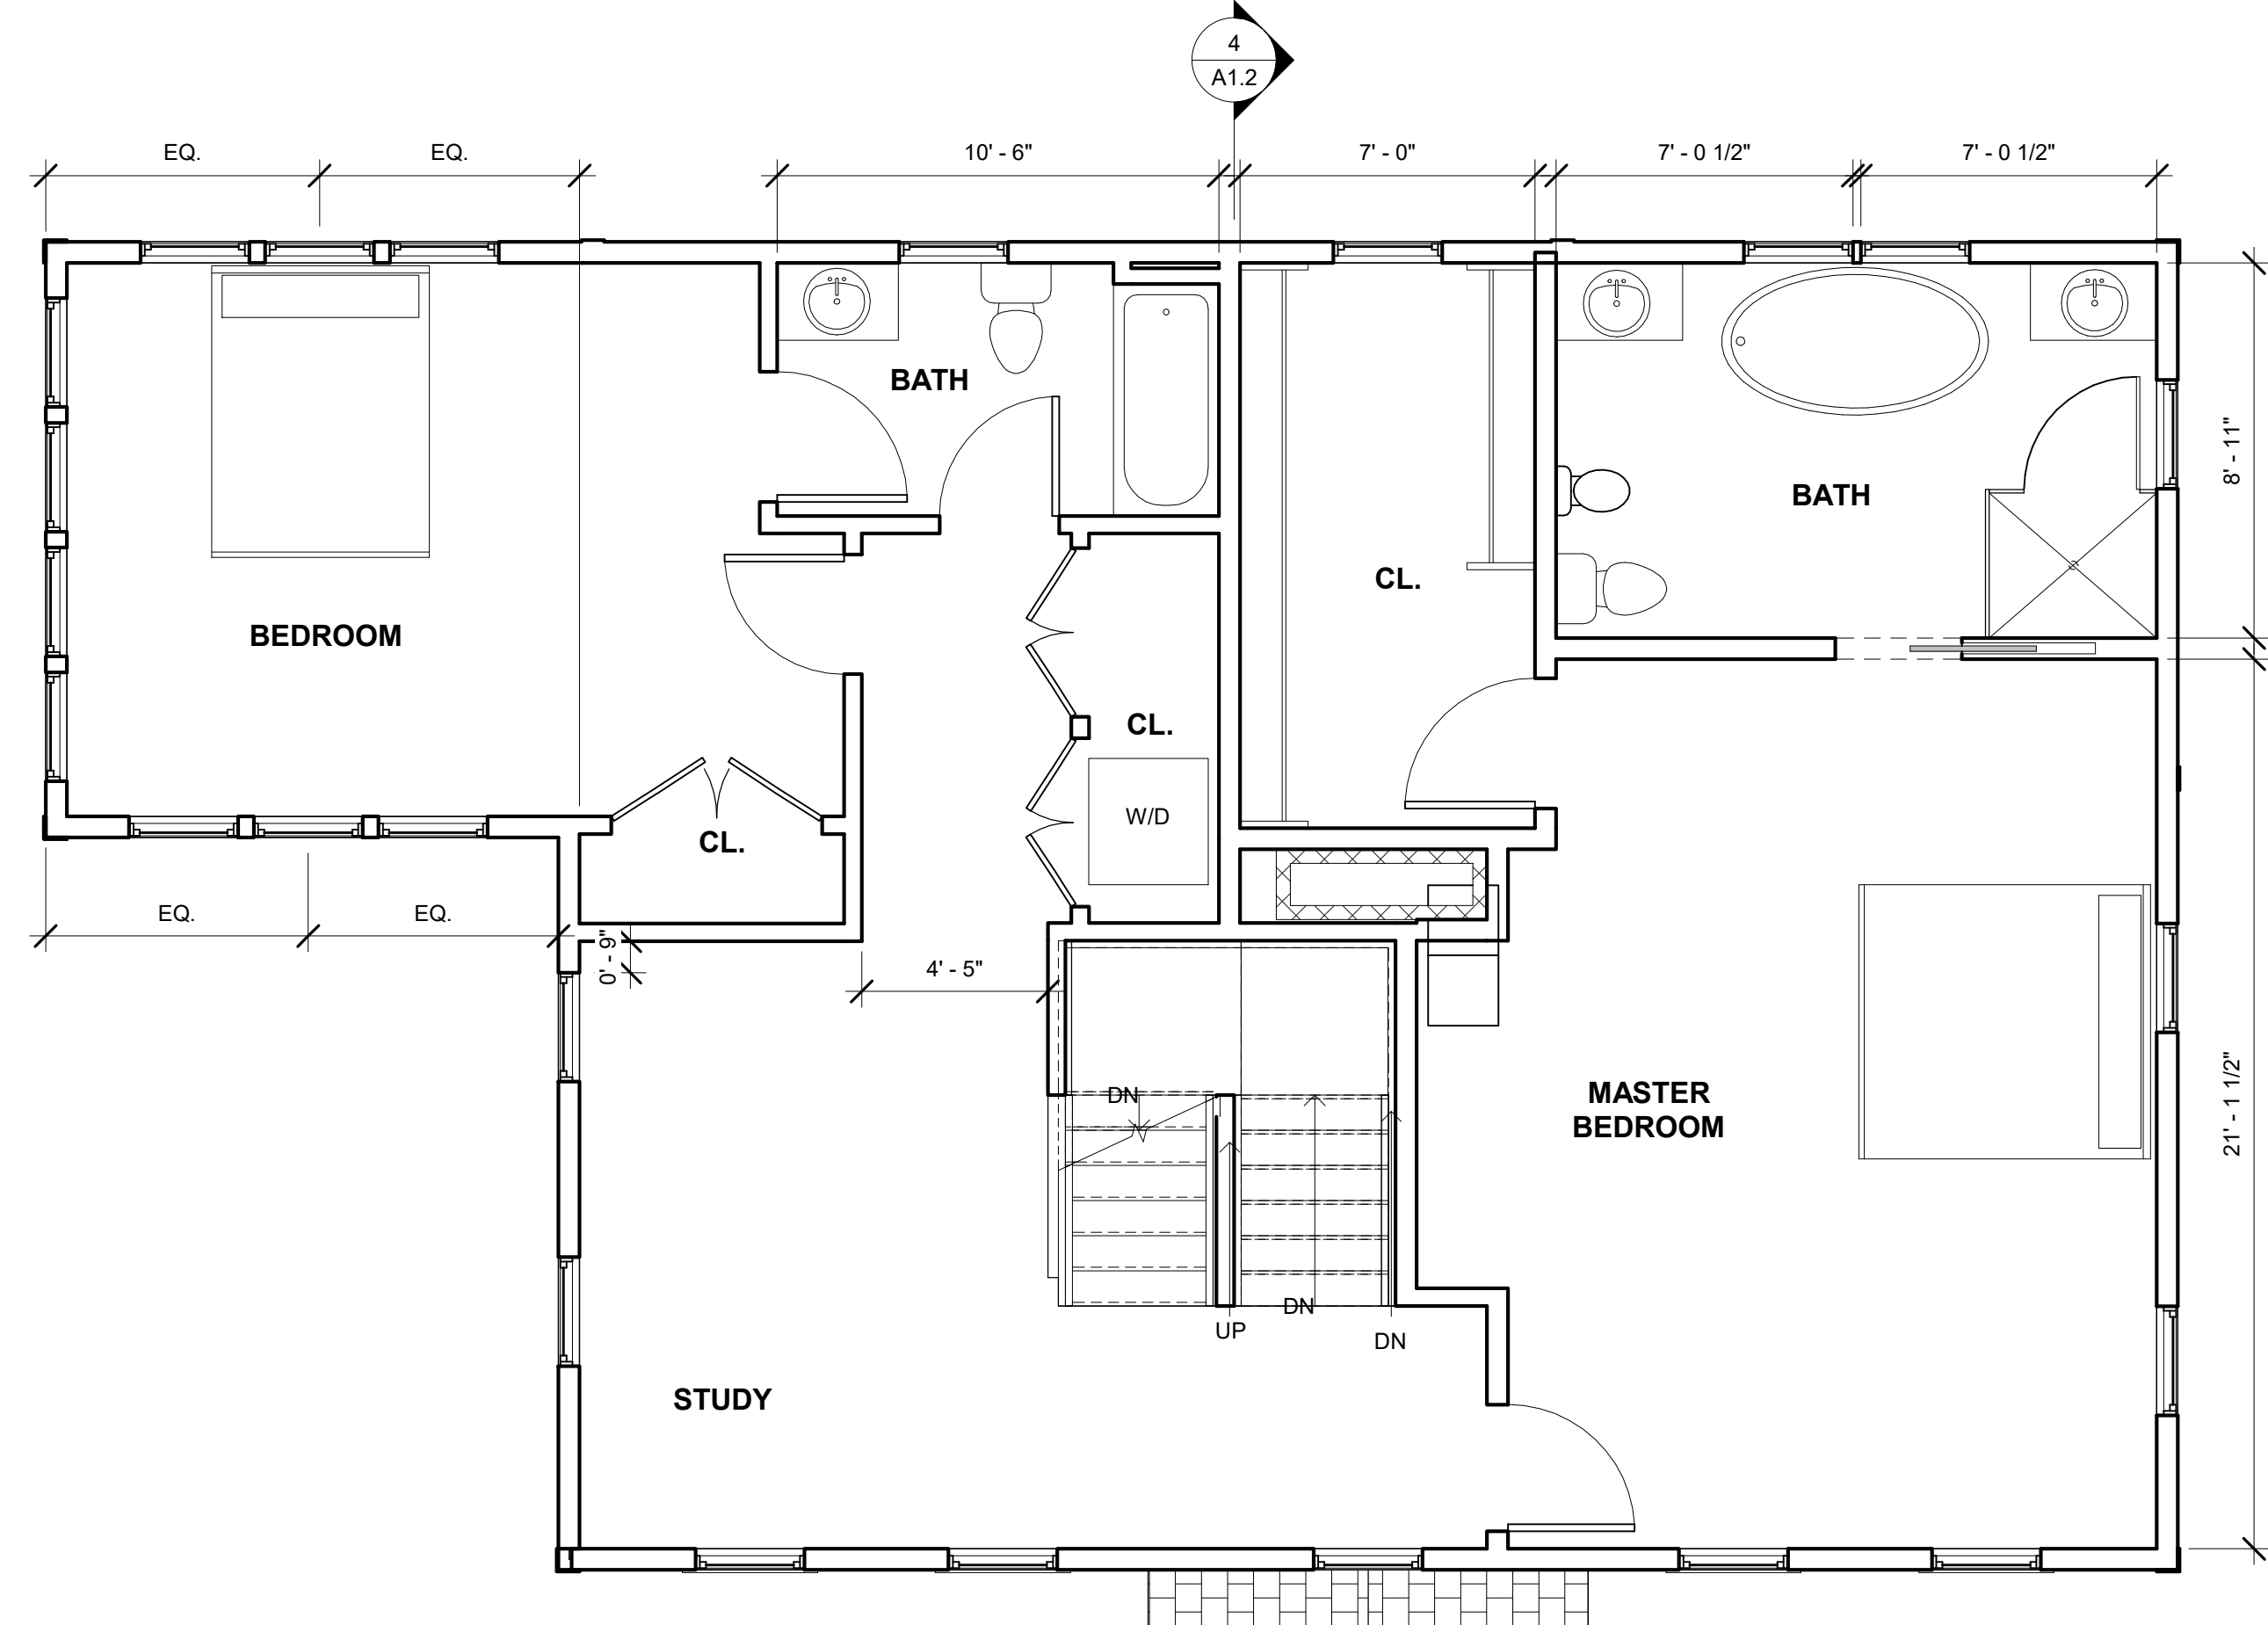 4
A1.2
EQ.
EQ.
10' - 6"
7' - 0"
7' - 0 1/2"
7' - 0 1/2"
BATH
8' - 11"
BATH
CL.
BEDROOM
CL.
W/D
CL.
EQ.
EQ.
0' - 9"
4' - 5"
DN
MASTER
BEDROOM
21' - 1 1/2"
DN
UP
DN
STUDY